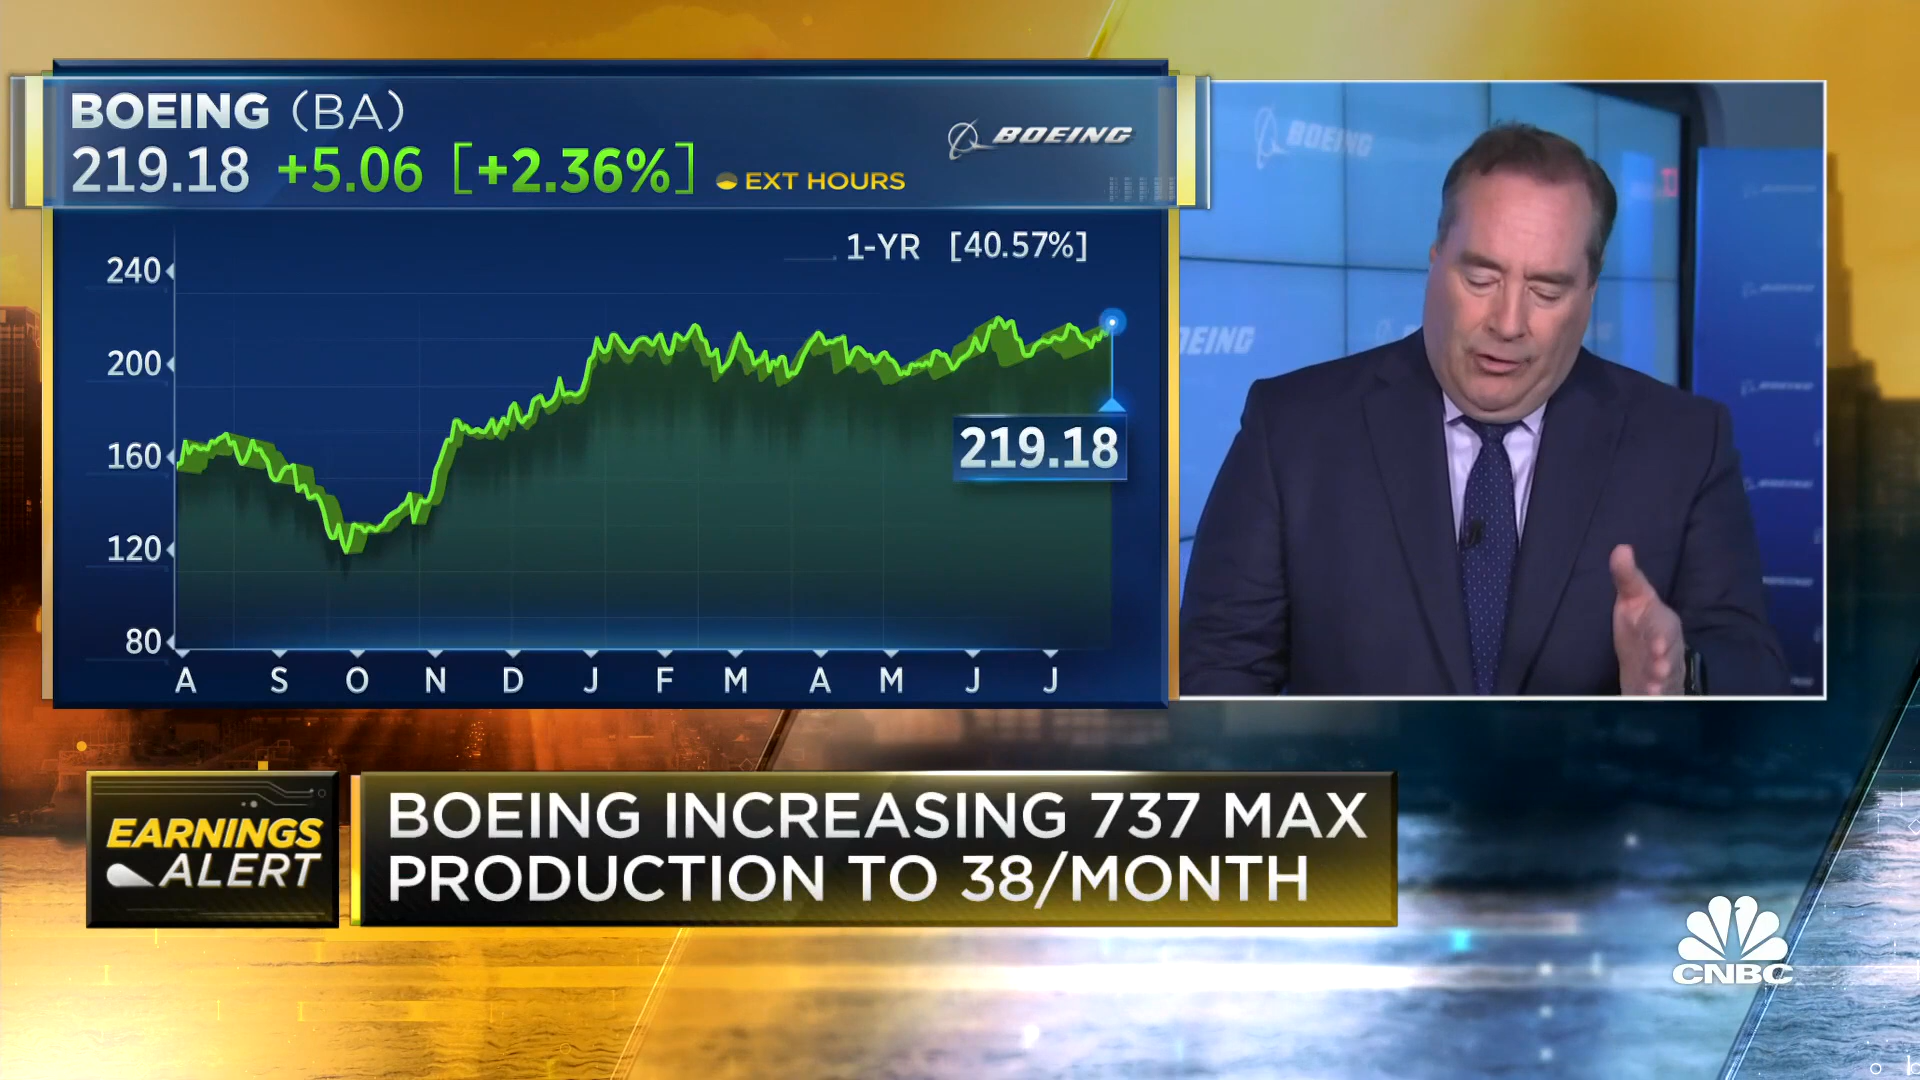 BOEING (BA)
219.18 +5.06 [+2.36%] EXT HOURS
BOEING
1-YR [40.57%]
240
200
160
120
80
219.18
A S O N D J F M A M J J
BOEING
EING
EARNINGS
ALERT
BOEING INCREASING 737 MAX
PRODUCTION TO 38/MONTH
CNBC